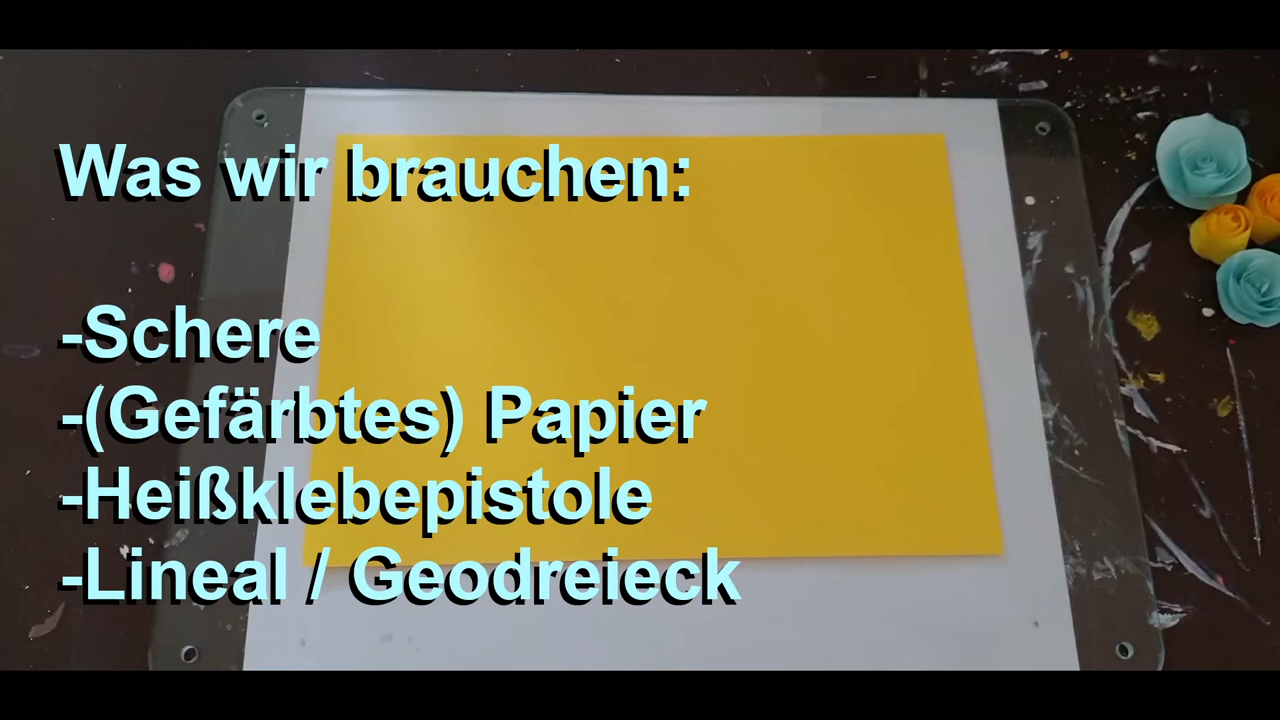 Was wir brauchen:
-Schere
-(Gefärbtes) Papier
-Heißklebepistole
-Lineal / Geodreieck